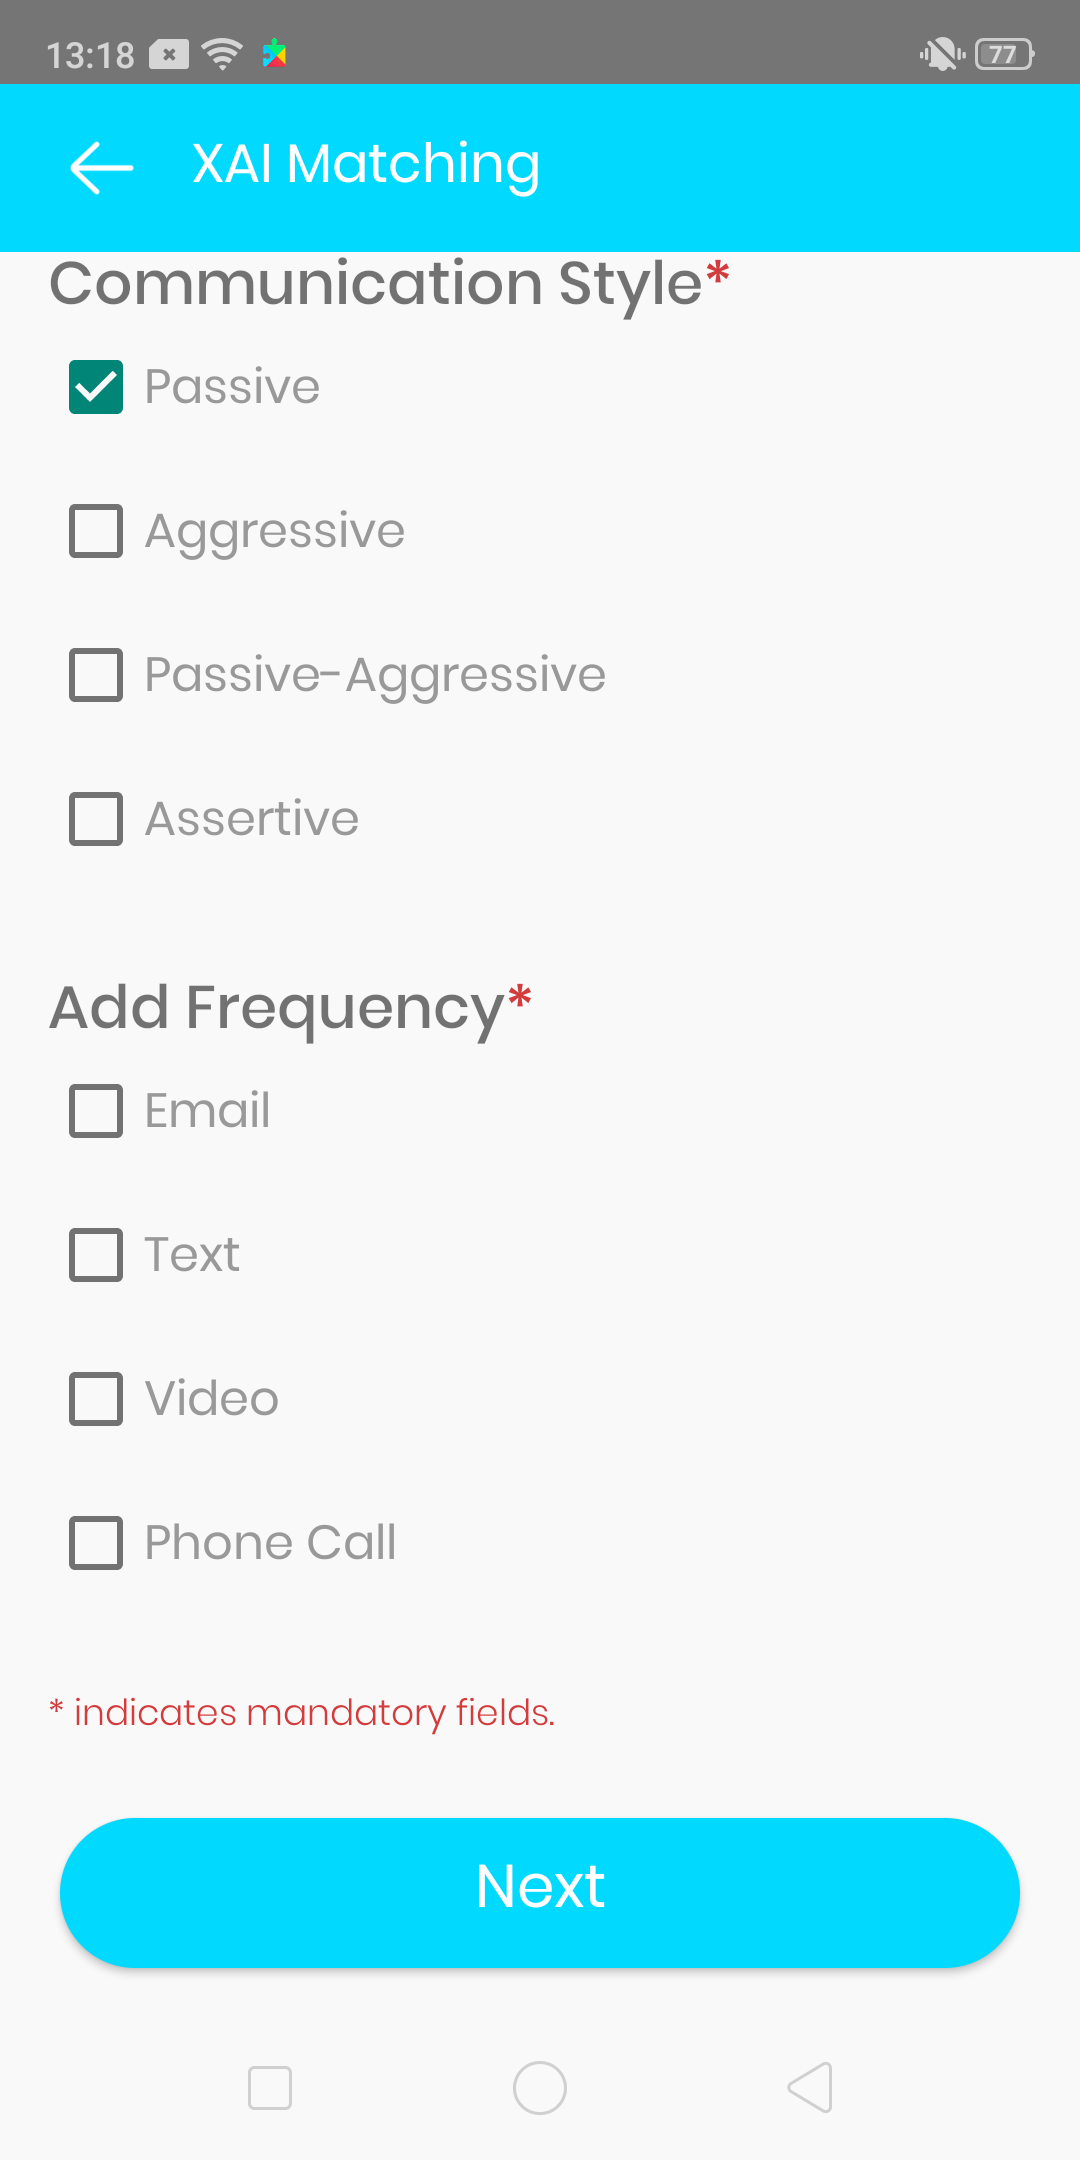 13:18
77
XAI Matching
Communication Style*
Passive
Aggressive
Passive-Aggressive
Assertive
Add Frequency*
Email
Text
Video
Phone Call
* indicates mandatory fields.
Next